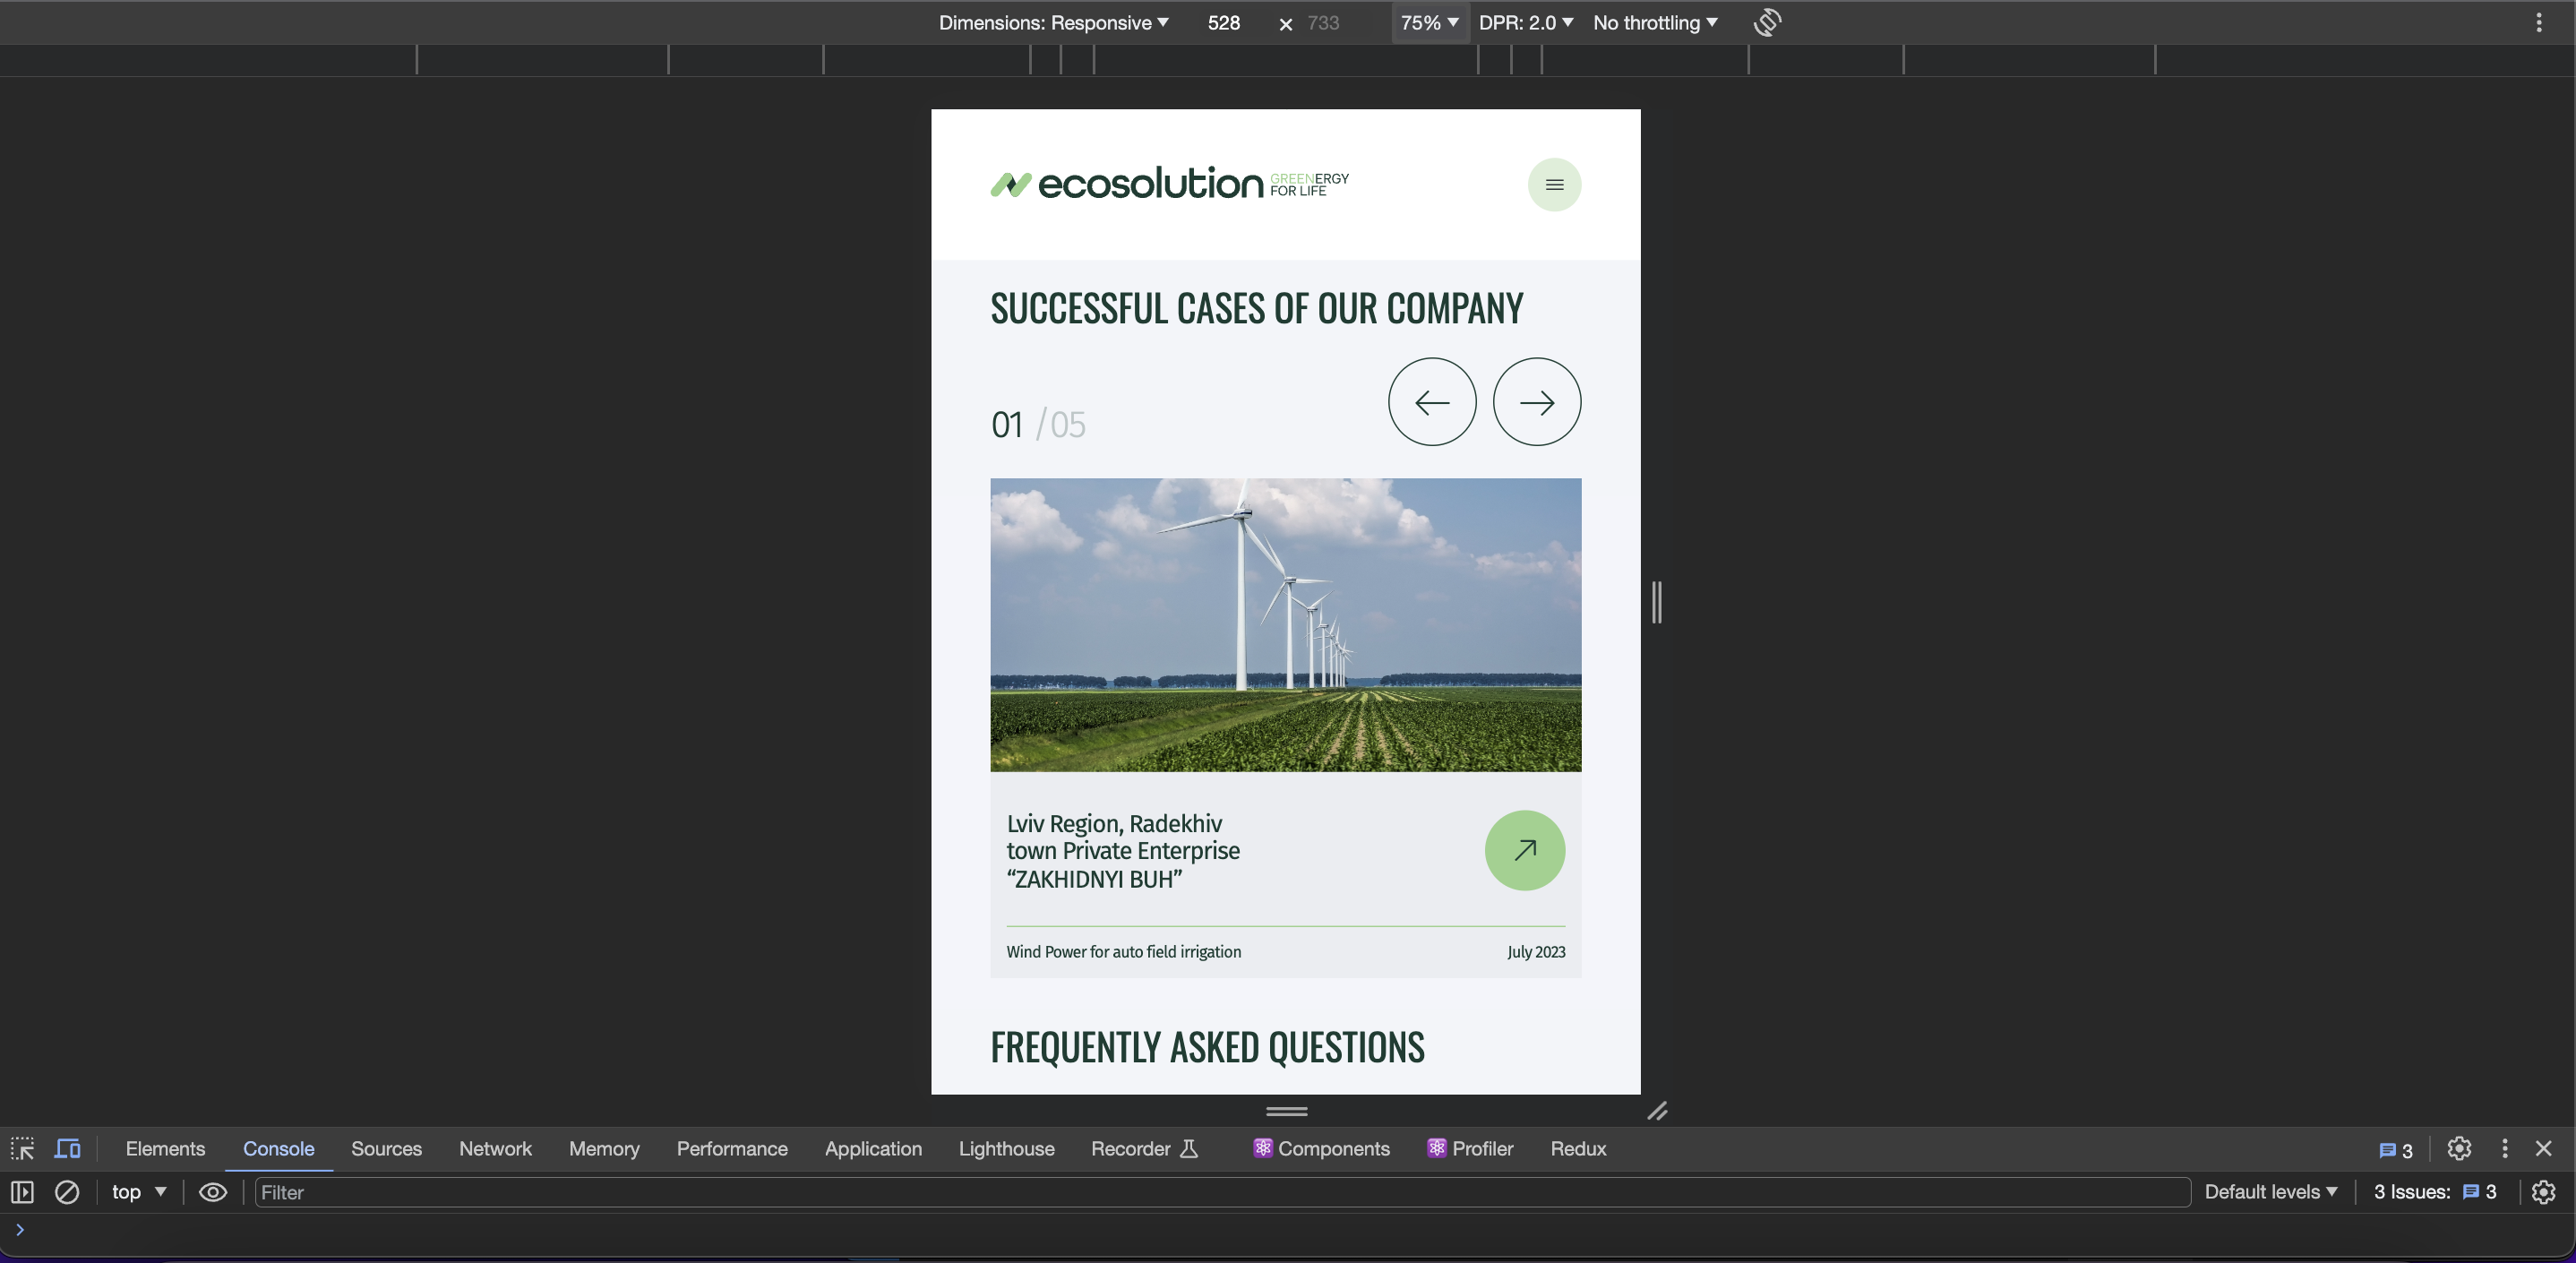 Dimensions: Responsive 528 × 733 75% DPR: 2.0 No throttling
ecosolution GREENERGY
FOR LIFE
SUCCESSFUL CASES OF OUR COMPANY
01 /05
Lviv Region, Radekhiv
town Private Enterprise
“ZAKHIDNYI BUH”
Wind Power for auto field irrigation July 2023
FREQUENTLY ASKED QUESTIONS
Elements Console Sources Network Memory Performance Application Lighthouse Recorder Components Profiler Redux 3
top Filter Default levels 3 Issues: 3